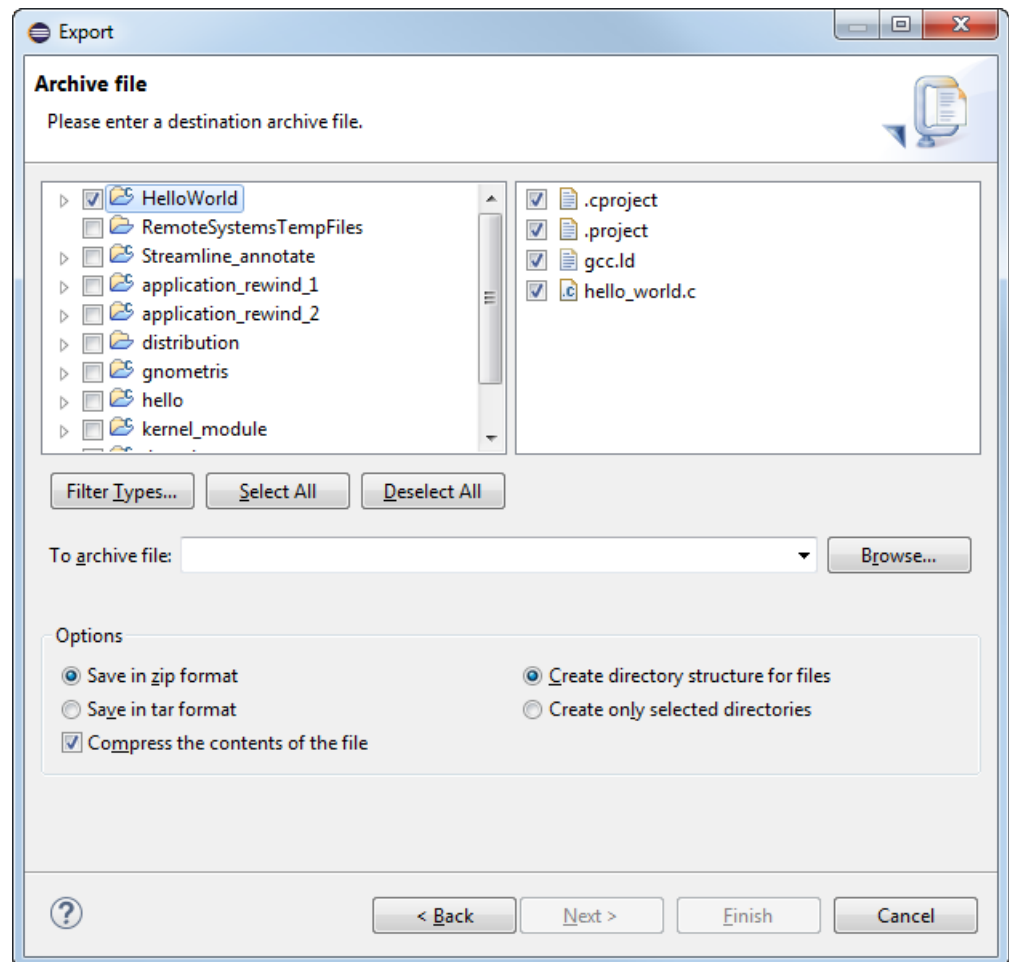 Export
Archive file
Please enter a destination archive file.
HelloWorld
RemoteSystemsTempFiles
Streamline_annotate
application_rewind_1
application_rewind_2
distribution
gnometris
hello
kernel_module
.cproject
.project
gcc.ld
.c hello_world.c
Filter Types... Select All Deselect All
To archive file: Browse...
Options
Save in zip format
Save in tar format
Compress the contents of the file
Create directory structure for files
Create only selected directories
? < Back Next > Finish Cancel